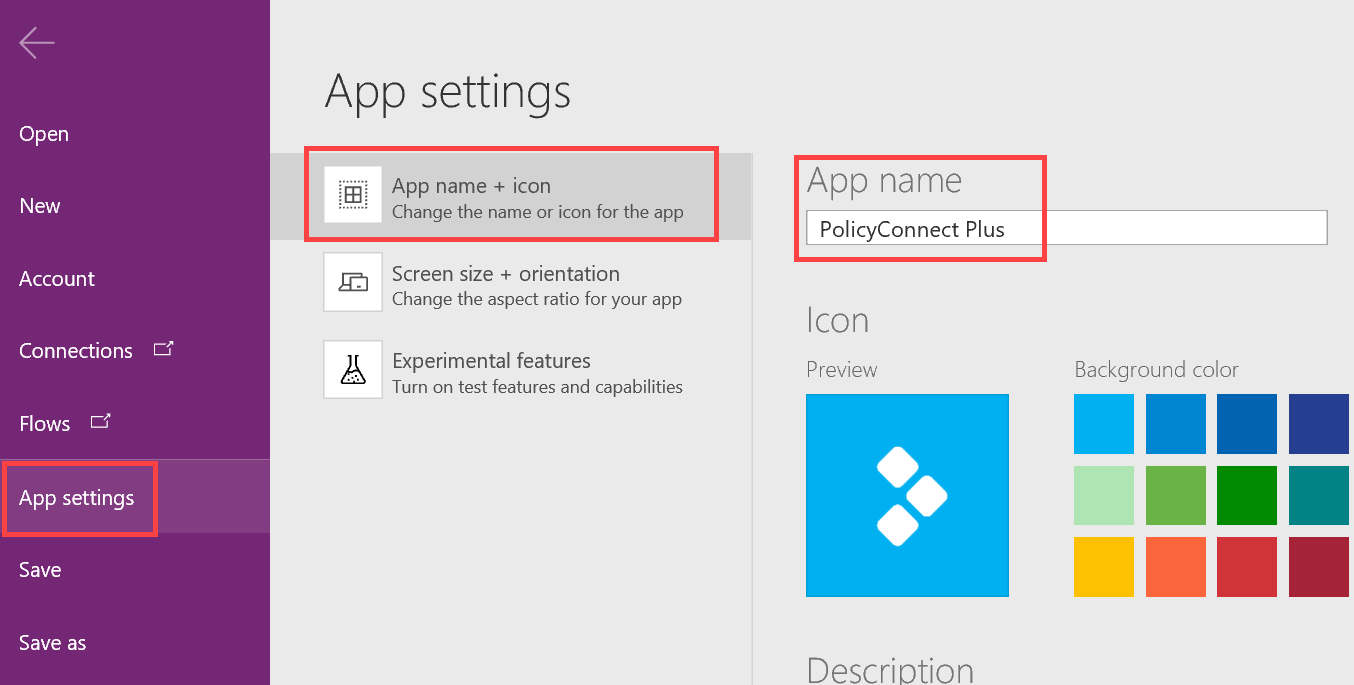 Open
New
Account
Connections
Flows
App settings
Save
Save as
App settings
App name + icon
Change the name or icon for the app
Screen size + orientation
Change the aspect ratio for your app
Experimental features
Turn on test features and capabilities
App name
PolicyConnect Plus
Icon
Preview
Background color
Description